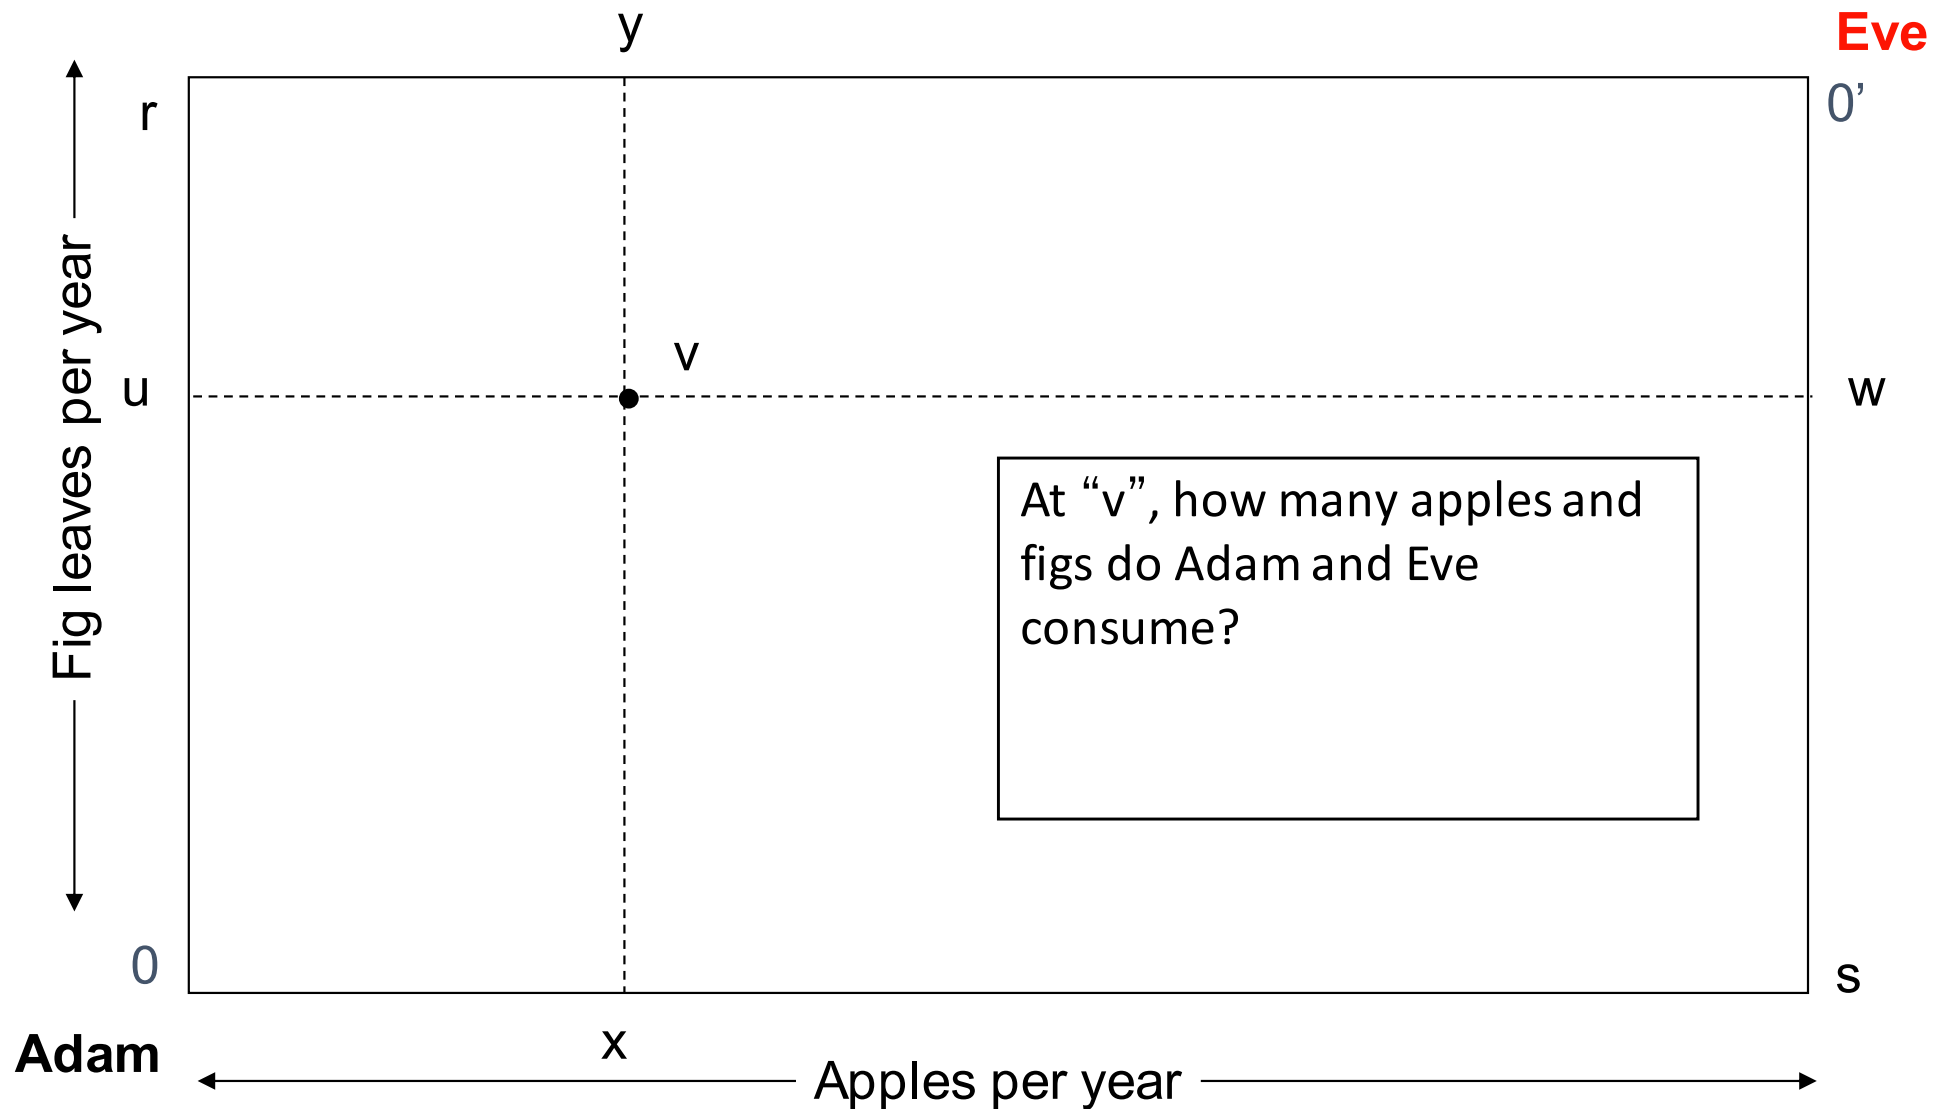 y
Eve
r
0’
Fig leaves per year
v
u
w
At “v”, how many apples and
figs do Adam and Eve
consume?
0
s
Adam
x
Apples per year